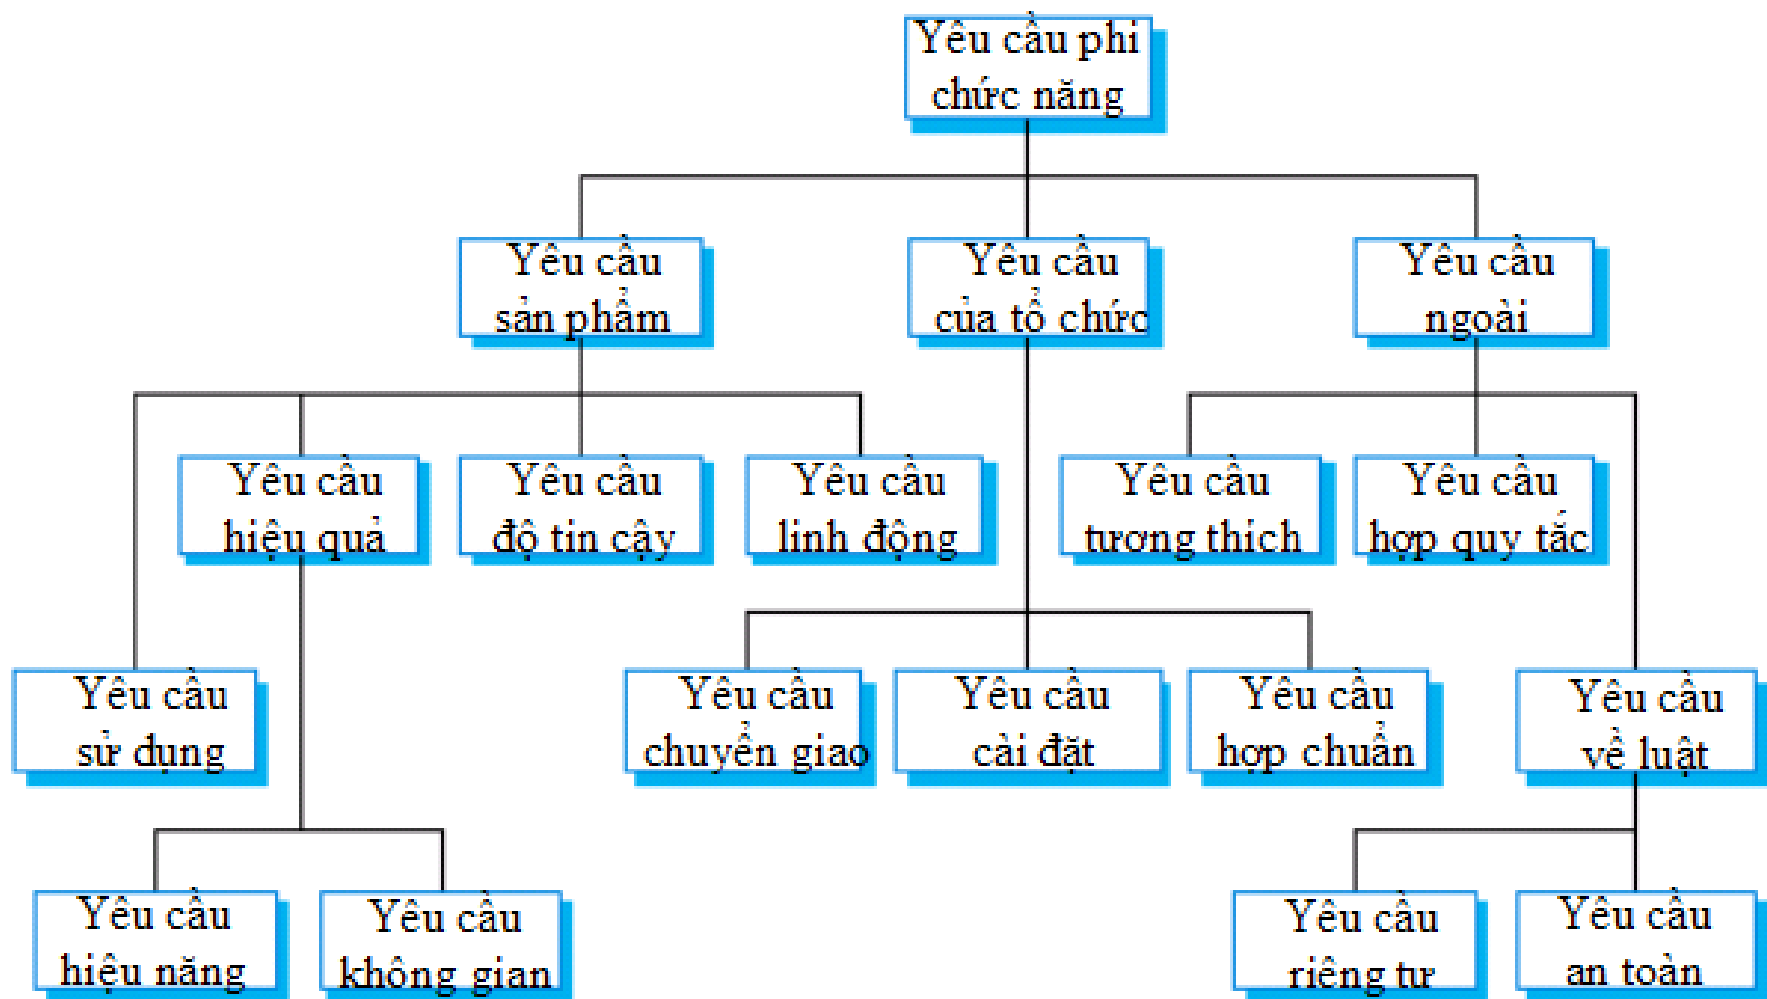 Yêu cầu phi
chức năng
Yêu cầu
sản phẩm
Yêu cầu
của tổ chức
Yêu cầu
ngoài
Yêu cầu
hiệu quả
Yêu cầu
độ tin cậy
Yêu cầu
linh động
Yêu cầu
tương thích
Yêu cầu
hợp quy tắc
Yêu cầu
sử dụng
Yêu cầu
chuyển giao
Yêu cầu
cài đặt
Yêu cầu
hợp chuẩn
Yêu cầu
về luật
Yêu cầu
hiệu năng
Yêu cầu
không gian
Yêu cầu
riêng tư
Yêu cầu
an toàn